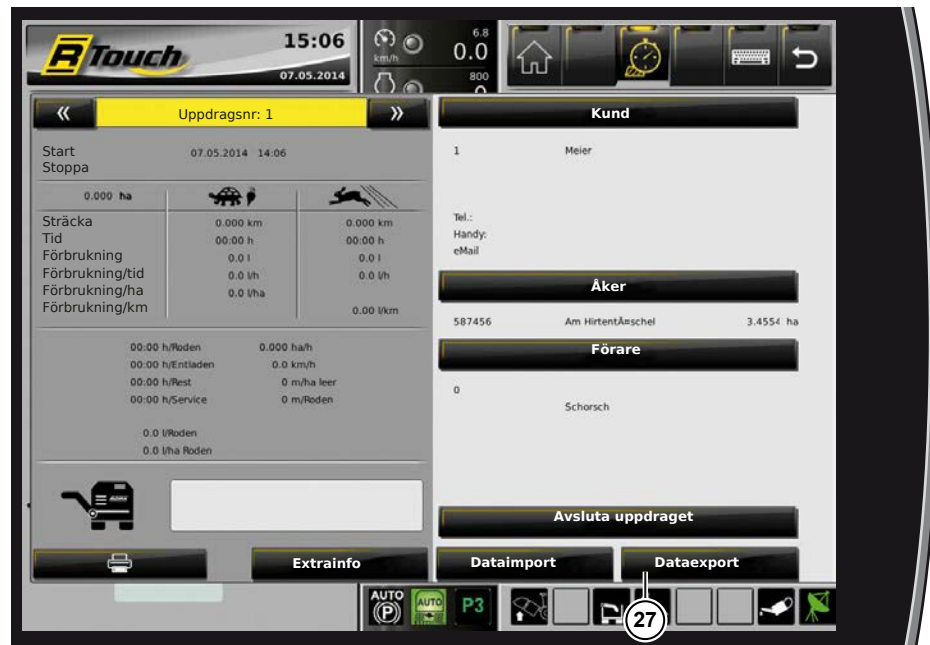 R Touch
15:06
07.05.2014
km/h
6.8
0.0
800
« Uppdragsnr: 1 »
Start 07.05.2014 14:06
Stoppa
0.000 ha
Sträcka 0.000 km 0.000 km
Tid 00:00 h 00:00 h
Förbrukning 0.0 l 0.0 l
Förbrukning/tid 0.0 l/h 0.0 l/h
Förbrukning/ha 0.0 l/ha
Förbrukning/km 0.00 l/km
00:00 h/Roden 0.000 ha/h
00:00 h/Entladen 0.0 km/h
00:00 h/Rest 0 m/ha leer
00:00 h/Service 0 m/Roden
0.0 l/Roden
0.0 l/ha Roden
Extrainfo
Kund
1 Meier
Tel.:
Handy:
eMail
Åker
587456 Am HirtentÄ¤schel 3.4554 ha
Förare
0
Schorsch
Avsluta uppdraget
Dataimport Dataexport
AUTO
(P)
AUTO
P3
27